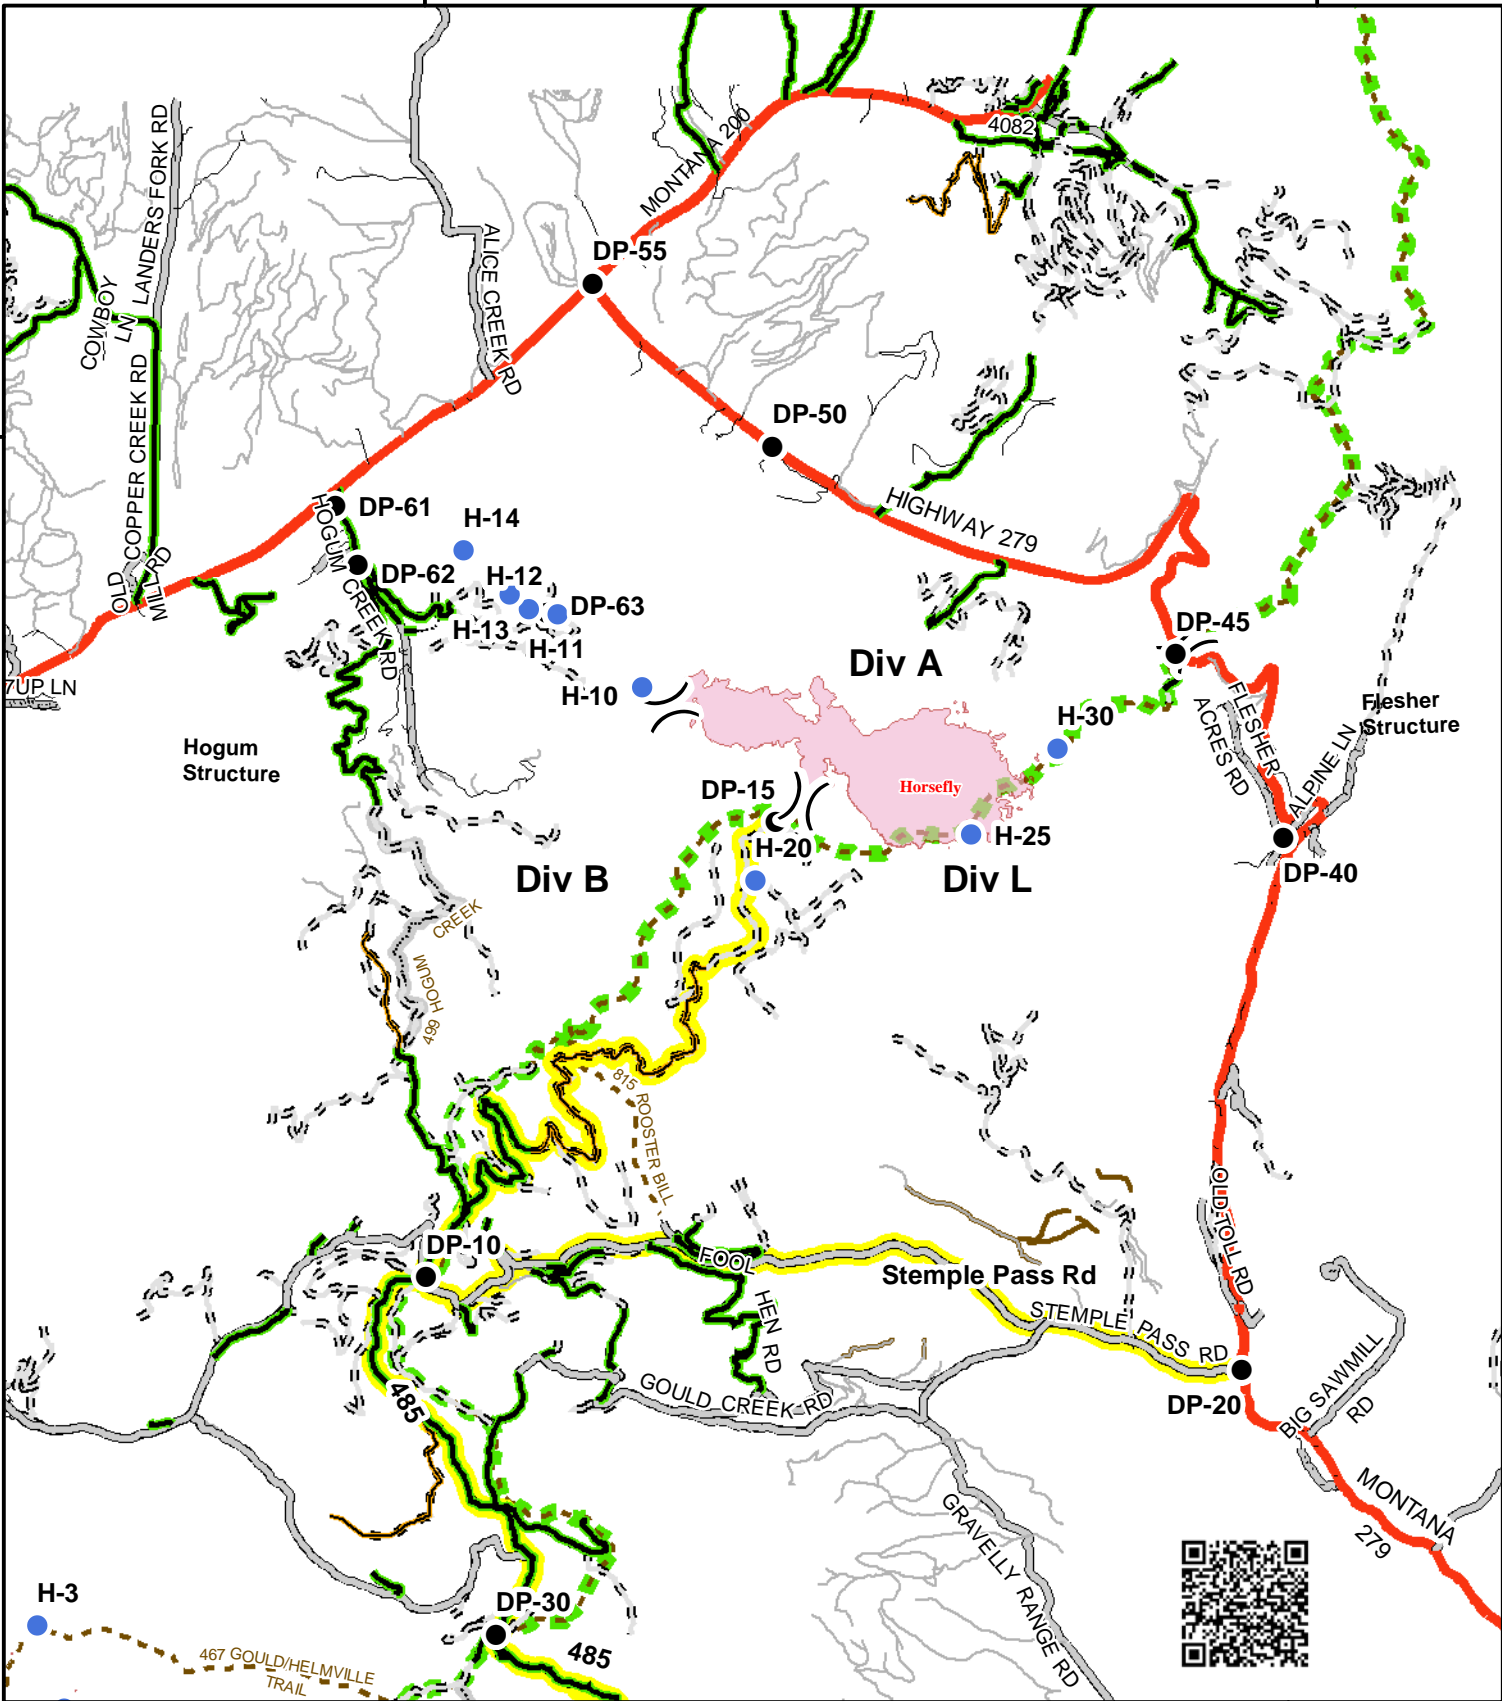 4082
MONTANA 200
LANDERS FORK RD
DP-55
ALICE CREEK RD
COWBOY
LN
OLD COPPER CREEK RD
DP-50
DP-61
H-14
HIGHWAY 279
HOGUM CREEK RD
DP-62
H-12
DP-63
OLD
MILL RD
H-13
H-11
DP-45
Div A
7UP LN
H-10
H-30
FLESHER
ACRES RD
Flesher
Structure
Hogum
Structure
ALPINE LN
DP-15
Horsefly
H-20
H-25
Div B
Div L
DP-40
CREEK
499 HOGUM
815 ROOSTER BILL
OLD TOLL RD
DP-10
FOOL
HEN RD
Stemple Pass Rd
STEMPLE PASS RD
485
GOULD CREEK RD
DP-20
BIG SAWMILL
RD
MONTANA
279
GRAVELLY RANGE RD
H-3
DP-30
467 GOULD/HELMVILLE
TRAIL
485